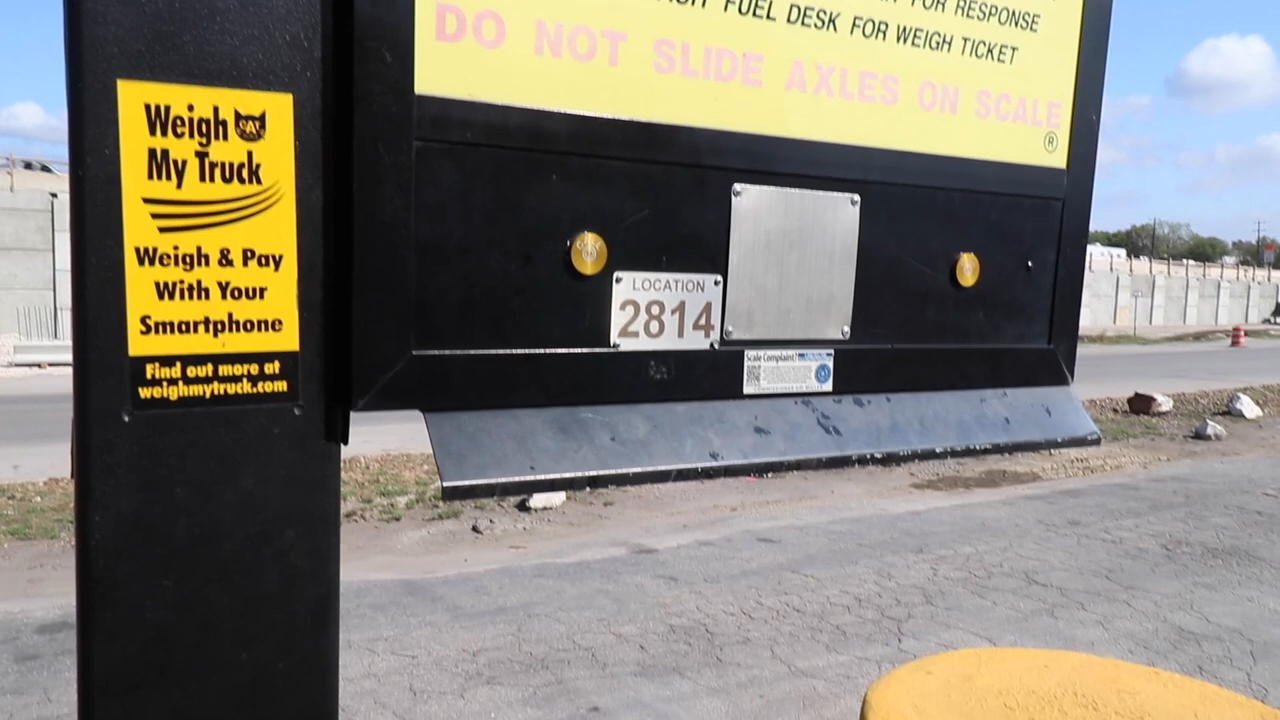 FOR RESPONSE
FUEL DESK FOR WEIGH TICKET
DO NOT SLIDE AXLES ON SCALE
®
Weigh CAT
My Truck
Weigh & Pay
With Your
Smartphone
Find out more at
weighmytruck.com
LOCATION
2814
Scale Complaint?